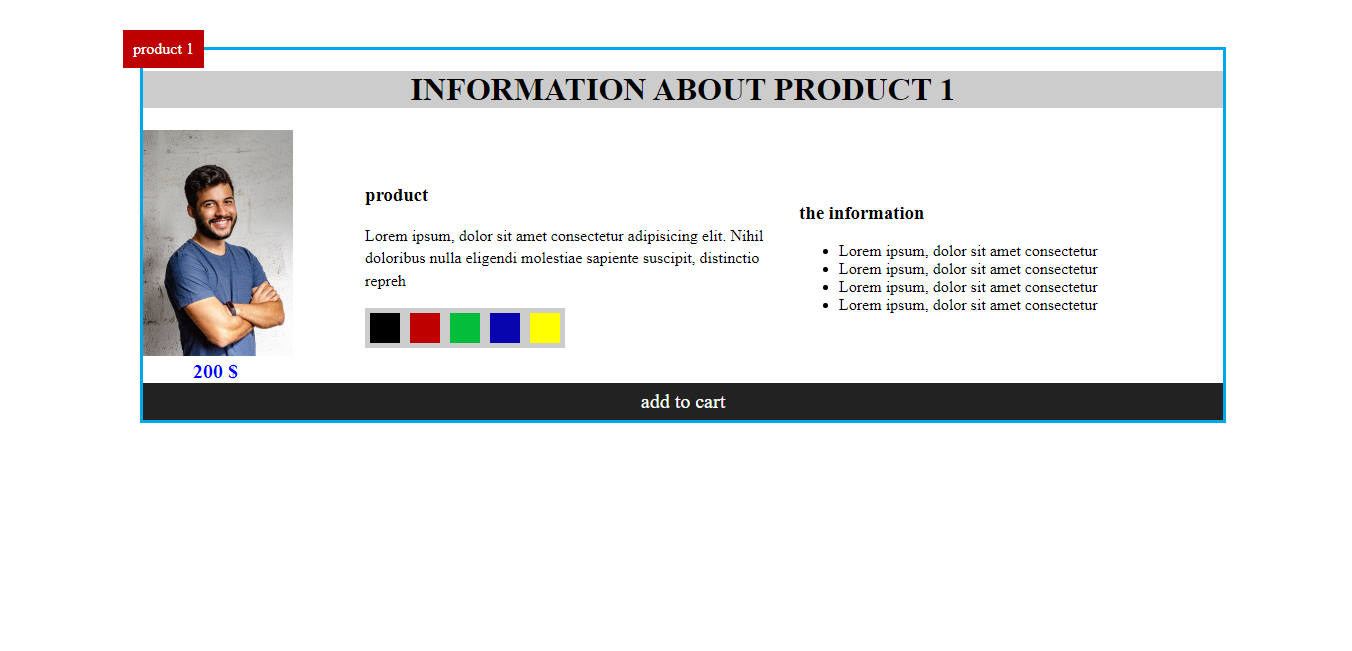 product 1
INFORMATION ABOUT PRODUCT 1
product
Lorem ipsum, dolor sit amet consectetur adipisicing elit. Nihil
doloribus nulla eligendi molestiae sapiente suscipit, distinctio
repreh
the information
Lorem ipsum, dolor sit amet consectetur
Lorem ipsum, dolor sit amet consectetur
Lorem ipsum, dolor sit amet consectetur
Lorem ipsum, dolor sit amet consectetur
200 $
add to cart